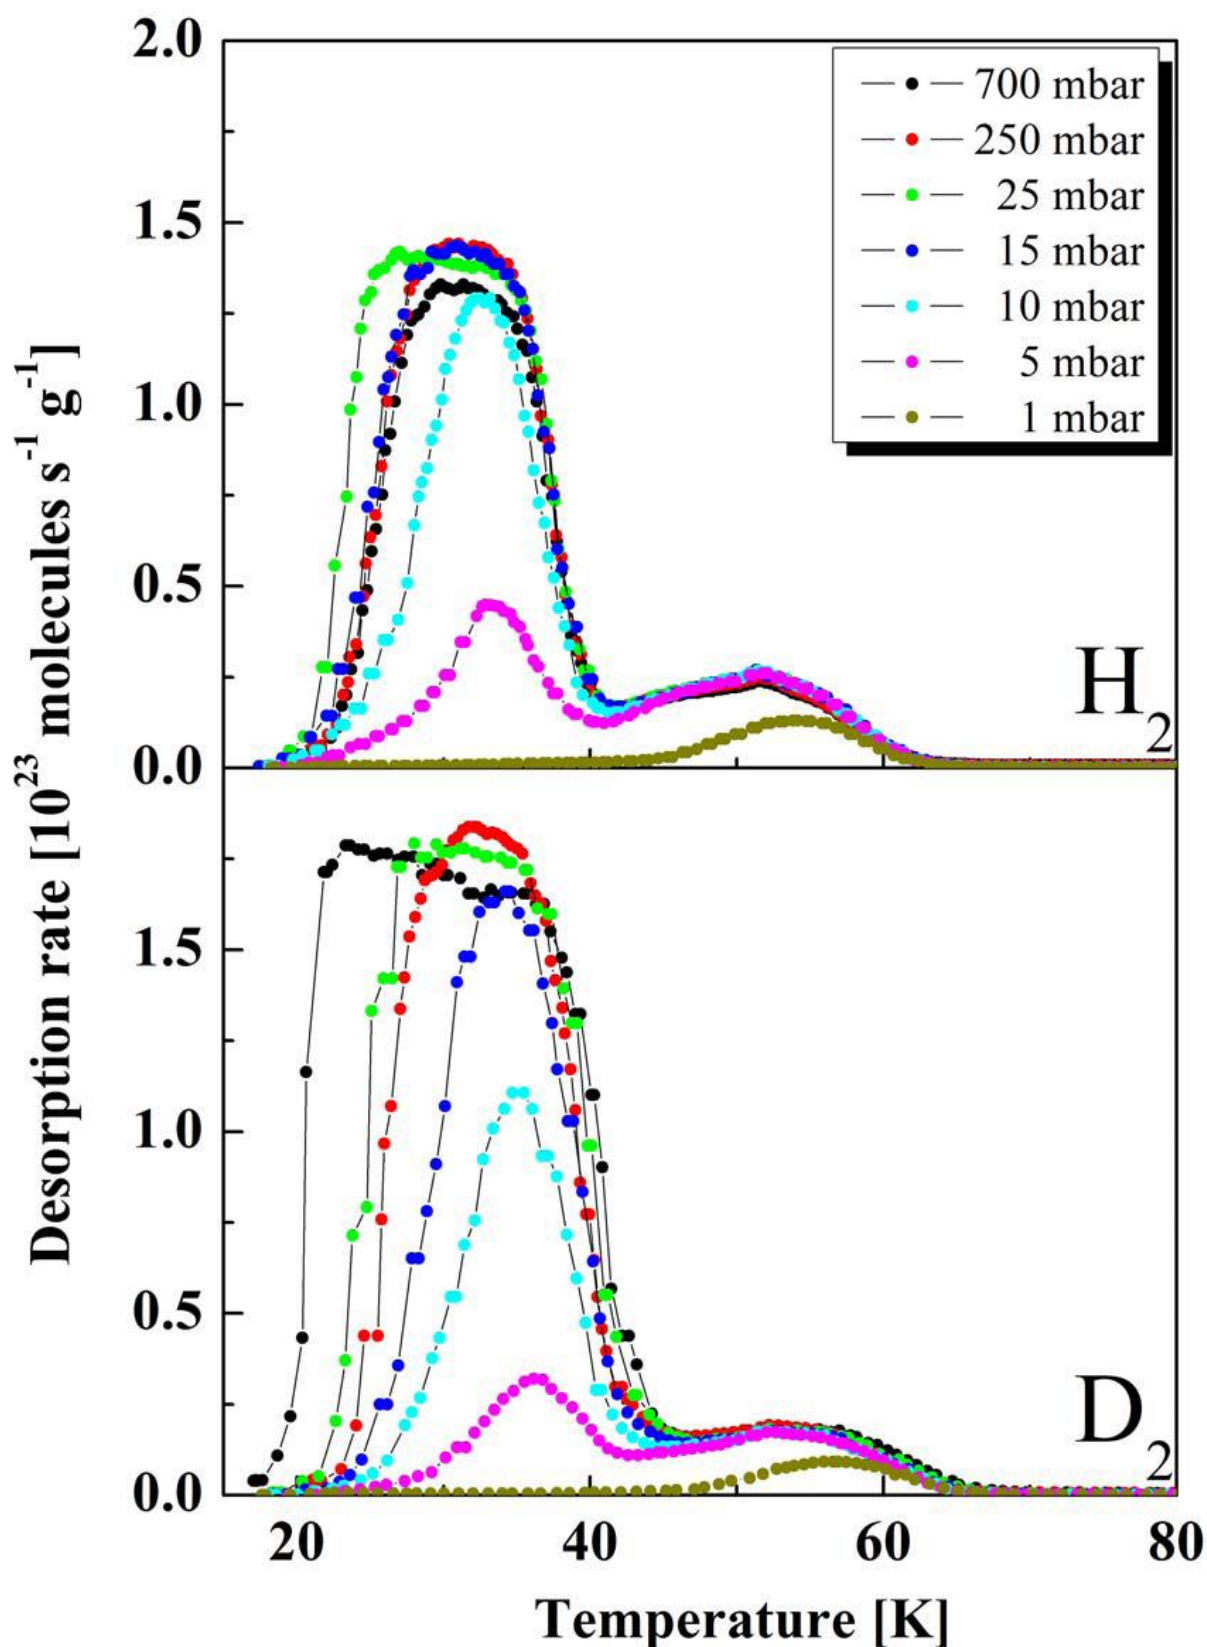 2.0
1.5
1.0
0.5
0.0
700 mbar
250 mbar
25 mbar
15 mbar
10 mbar
5 mbar
1 mbar
H2
Desorption rate [10^23 molecules s^-1 g^-1]
1.5
1.0
0.5
0.0
D2
20 40 60 80
Temperature [K]